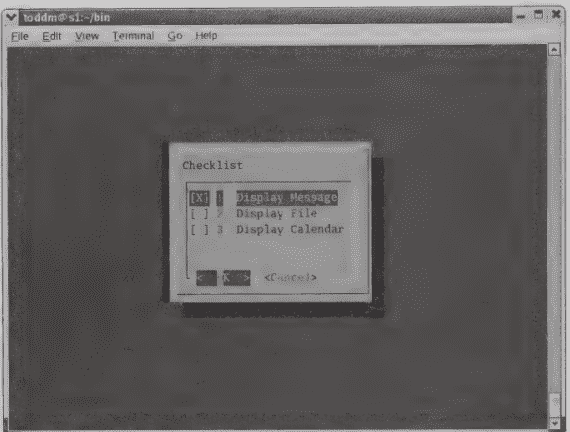 toddm@s1:~/bin
File Edit View Terminal Go Help
Checklist
[X] 1 Display Message
[ ] 2 Display File
[ ] 3 Display Calendar
<Cancel>